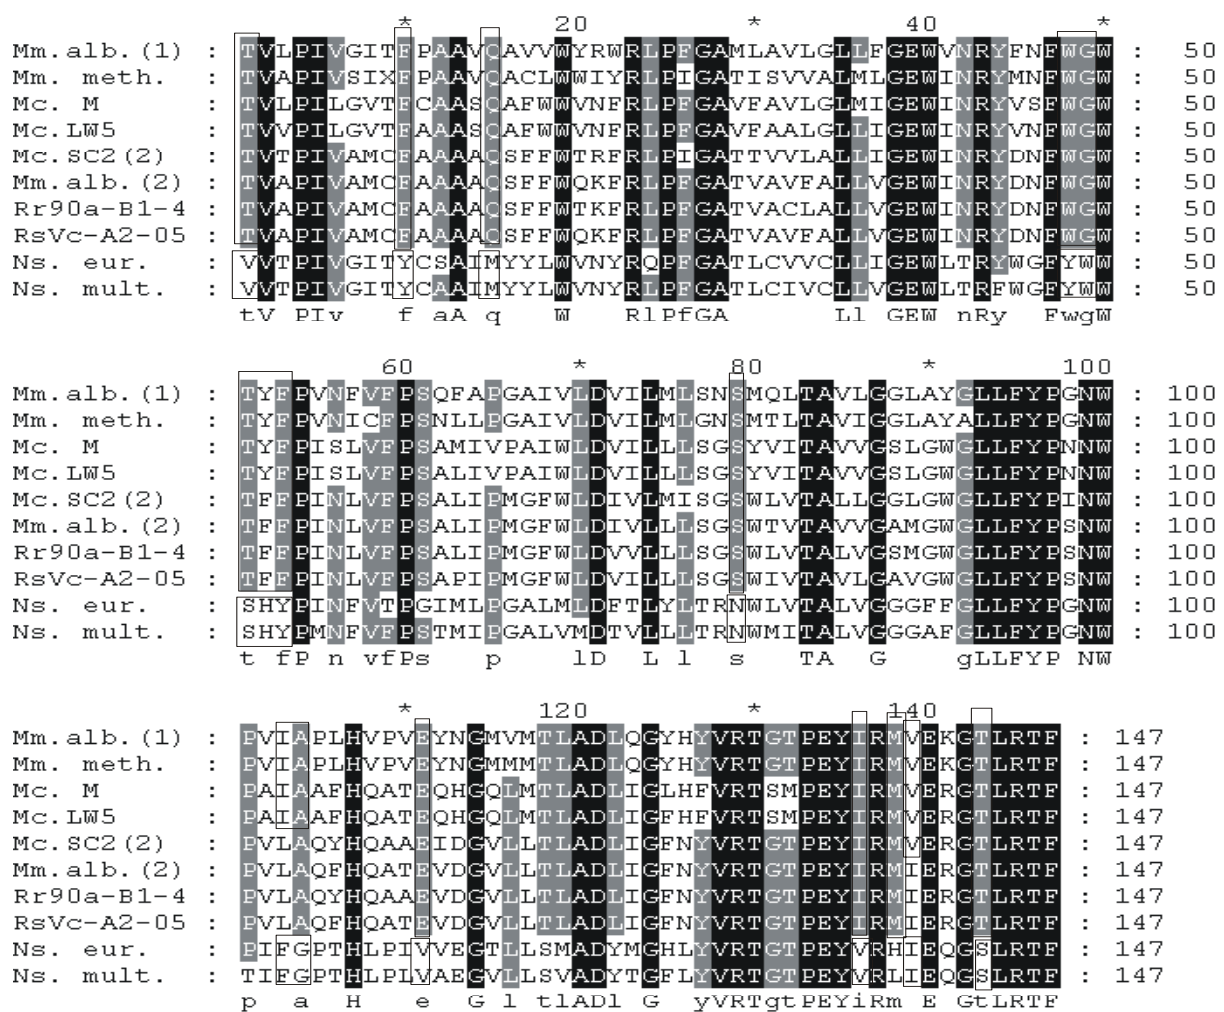 * 20 * 40 *
Mm.alb.(1) : TVLPIVGITFPAAVQAVVWYRWRLPFGAMLAVLGLLFGEWVNRYFNFWGW : 50
Mm. meth. : TVAPIVSIXFPAAVQACLWWIYRLPIGATISVVALMLGEWINRYMNFWGW : 50
Mc. M : TVLPILGVTFCAASQAFWWVNFRLPFGAVFAVLGLMIGEWINRYVSFWGW : 50
Mc.LW5 : TVVPILGVTFAAASQAFWWVNFRLPFGAVFAALGLLIGEWINRYVNFWGW : 50
Mc.SC2(2) : TVTPIVAMCFAAAAQSFFWTRFRLPIGATTVVLALLIGEWINRYDNFWGW : 50
Mm.alb.(2) : TVAPIVAMCFAAAAQSFFWQKFRLPFGATVAVFALLVGEWINRYDNFWGW : 50
Rr90a-B1-4 : TVAPIVAMCFAAAAQSFFWTKFRLPFGATVACLALLVGEWINRYDNFWGW : 50
RsVc-A2-05 : TVAPIVAMCFAAAAQSFFWQKFRLPFGATVAVFALLVGEWINRYDNFWGW : 50
Ns. eur. : VVTPIVGITYCSAIMYYLWVNYRQPFGATLCVVCLLIGEWLTRYWGFYWW : 50
Ns. mult. : VVTPIVGITYCAAIMYYLWVNYRLPFGATLCIVCLLVGEWLTRFWGFYWW : 50
tV PIv f aA q W RlPfGA Ll GEW nRy FwgW
60 * 80 * 100
Mm.alb.(1) : TYFPVNFVFPSQFAPGAIVLDVILMLSNSMQLTAVLGGLAYGLLFYPGNW : 100
Mm. meth. : TYFPVNICFPSNLLPGAIVLDVILMLGNSMTLTAVIGGLAYALLFYPGNW : 100
Mc. M : TYFPISLVFPSAMIVPAIWLDVILLLSGSYVITAVVGSLGWGLLFYPNNW : 100
Mc.LW5 : TYFPISLVFPSALIVPAIWLDVILLLSGSYVITAVVGSLGWGLLFYPNNW : 100
Mc.SC2(2) : TFFPINLVFPSALIPMGFWLDIVLMISGSWLVTALLGGLGWGLLFYPINW : 100
Mm.alb.(2) : TFFPINLVFPSALIPMGFWLDIVLLLSGSWTVTAVVGAMGWGLLFYPSNW : 100
Rr90a-B1-4 : TFFPINLVFPSALIPMGFWLDVVLLLSGSWLVTALVGSMGWGLLFYPSNW : 100
RsVc-A2-05 : TFFPINLVFPSAPIPMGFWLDVILLLSGSWIVTALVGAVGWGLLFYPSNW : 100
Ns. eur. : SHYPINFVTPGIMLPGALMLDFTLYLTRNWLVTALVGGGFFGLLFYPGNW : 100
Ns. mult. : SHYPMNFVFPSTMIPGALVMDTVLLLTRNWMITALVGGGAFGLLFYPGNW : 100
t fP n vfPs p lD L l s TA G gLLFYP NW
* 120 * 140
Mm.alb.(1) : PVIAPLHVPVEYNGMVMTLADLQGYHYVRTGTPEYIRMVEKGTLRTF : 147
Mm. meth. : PVIAPLHVPVEYNGMMMTLADLQGYHYVRTGTPEYIRMVEKGTLRTF : 147
Mc. M : PAIAAFHQATEQHGQLMTLADLIGLHFVRTSMPEYIRMVEKGTLRTF : 147
Mc.LW5 : PAIAAFHQATEQHGQLMTLADLIGFHFVRTSMPEYIRMVEKGTLRTF : 147
Mc.SC2(2) : PVLAQYHQAAEIDGVLLTLADLIGFNYVRTGTPEYIRMVERGTLRTF : 147
Mm.alb.(2) : PVLAQFHQATEVDGVLLTLADLIGFNYVRTGTPEYIRMIERGTLRTF : 147
Rr90a-B1-4 : PVLAQYHQAAEVDGVLLTLADLIGFNYVRTGTPEYIRMIERGTLRTF : 147
RsVc-A2-05 : PVLAQFHQATEVDGVLLTLADLIGFNYVRTGTPEYIRMIERGTLRTF : 147
Ns. eur. : PIFGPTHLPIVVEGTLLSMADYMGHLYVRTGTPEYVRHIEQGSLRTF : 147
Ns. mult. : TIFGPTHLPLVAEGVLLSVADYTGFLYVRTGTPEYVRLIEQGSLRTF : 147
p a H e G l tlADl G yVRTgtPEYiRm E GtLRTF